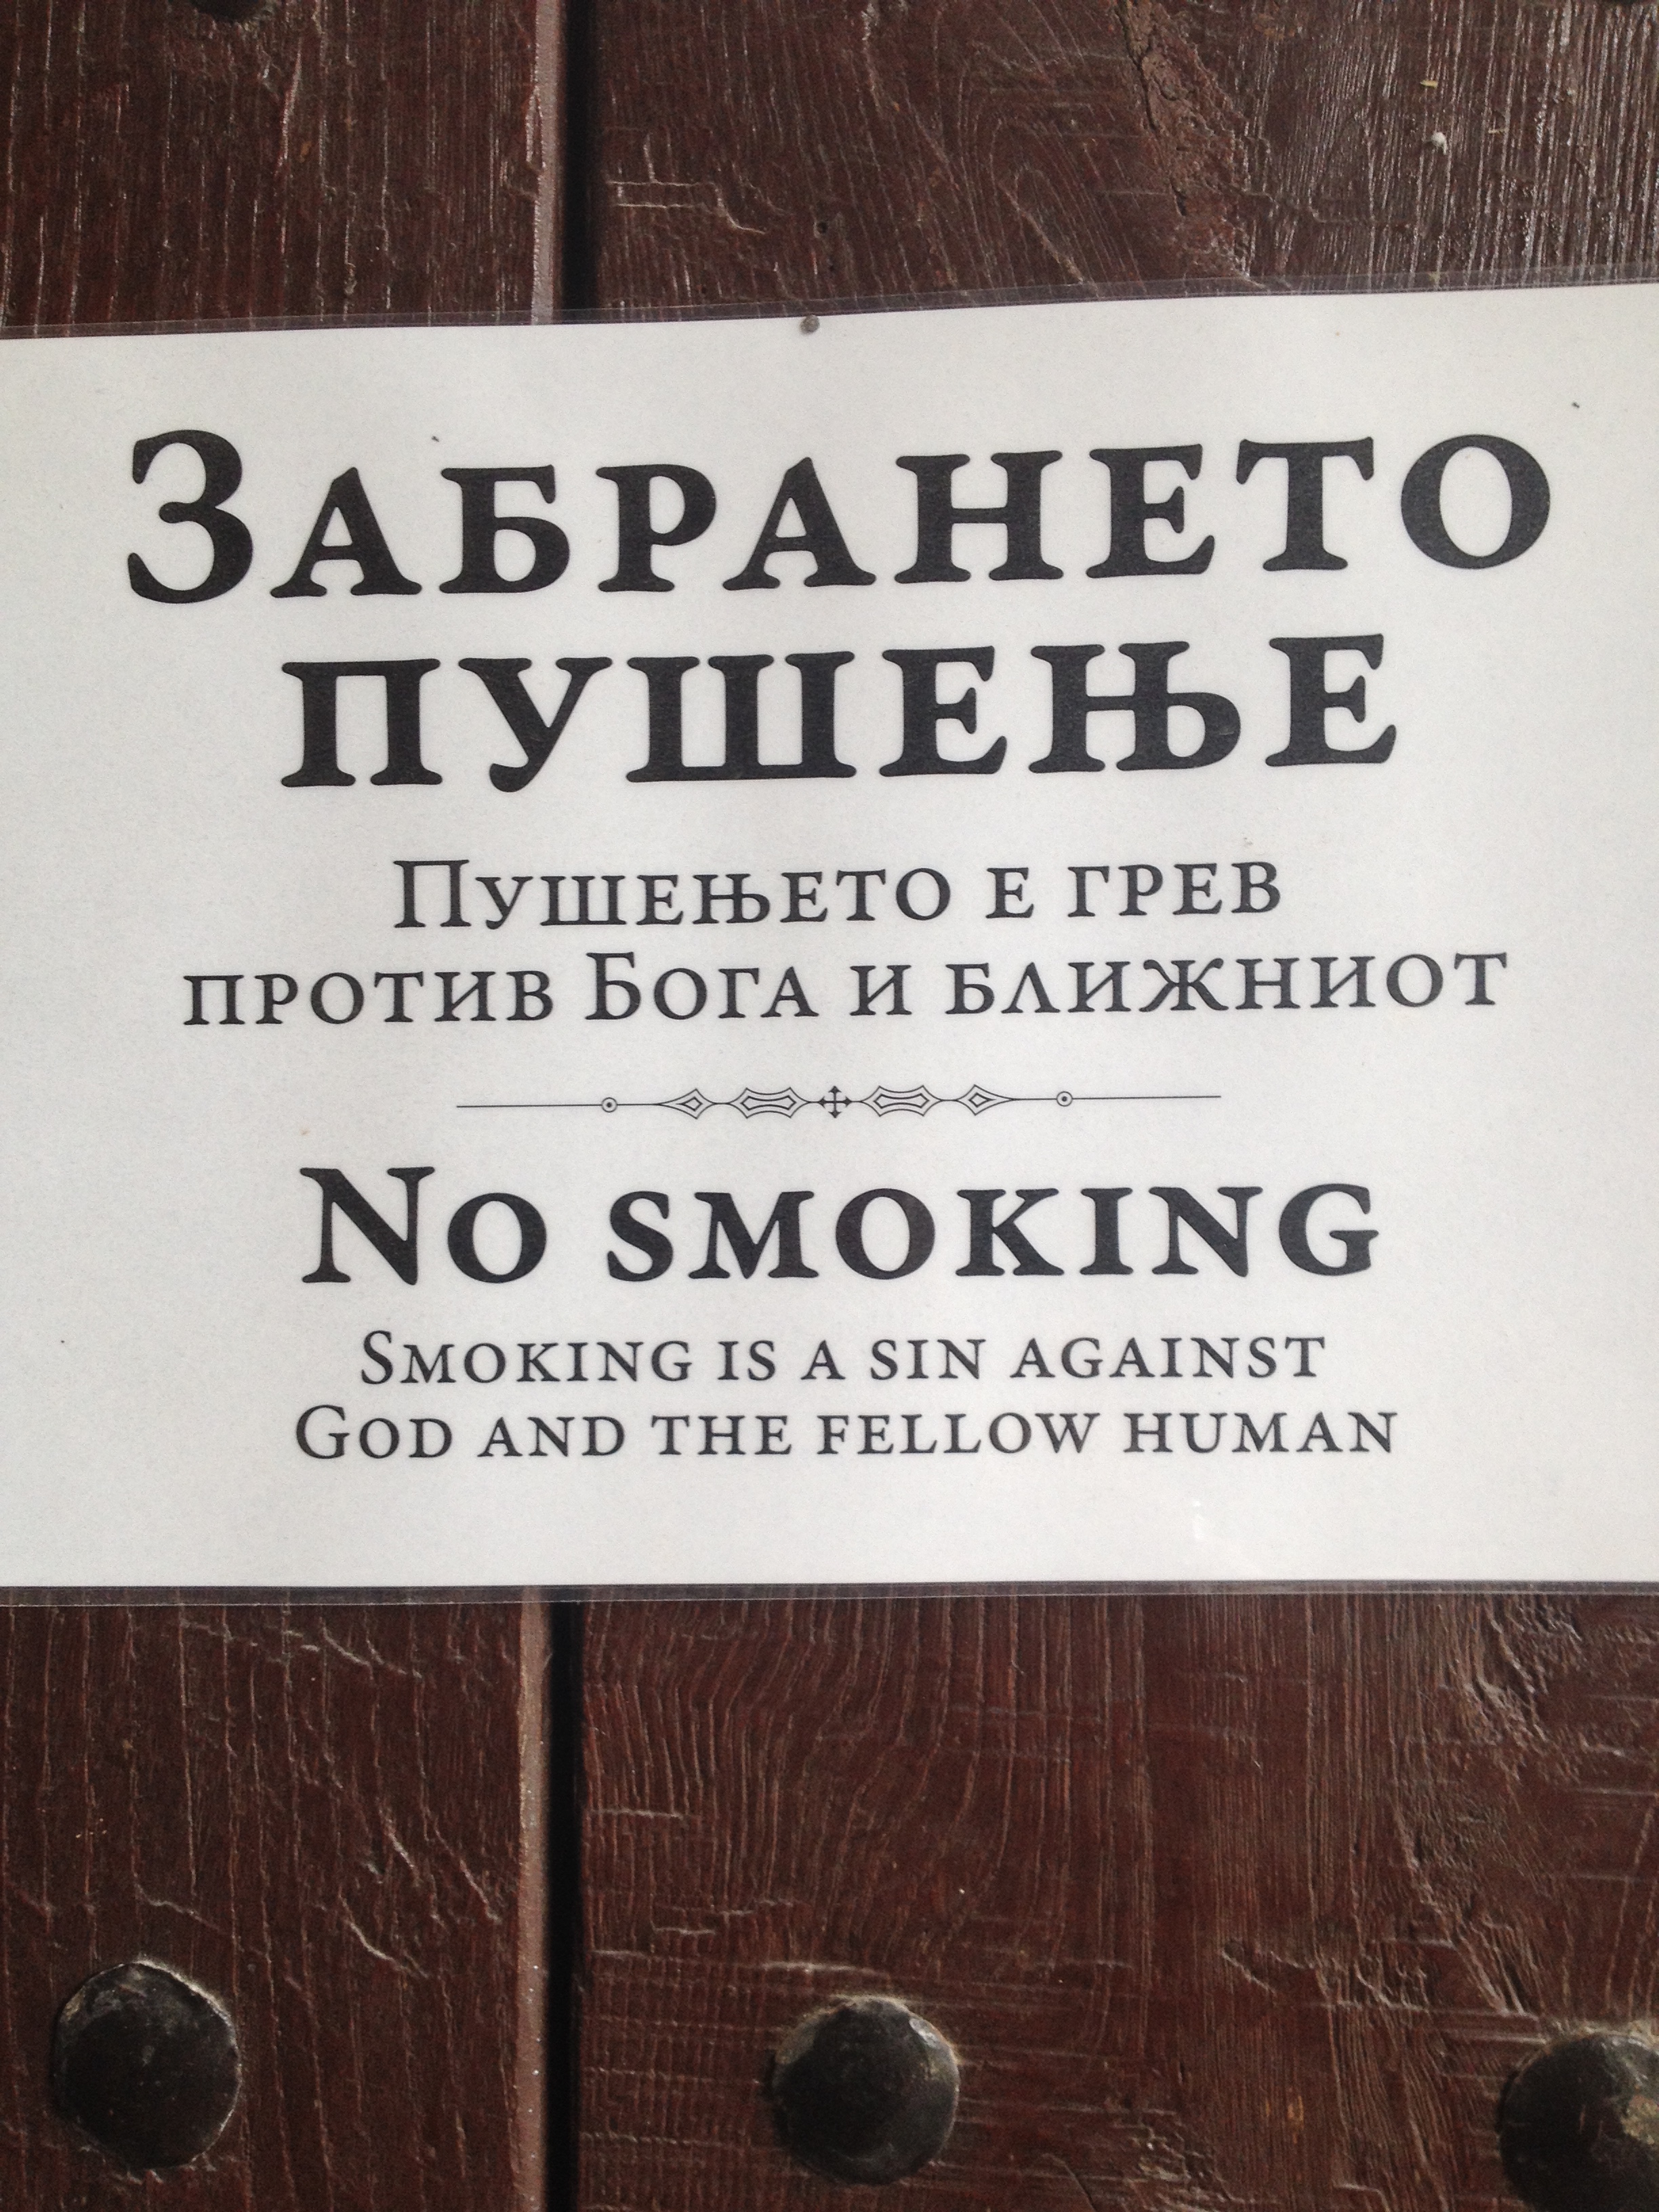 Забрането
пушење
Пушењето е грев
против Бога и ближниот
No smoking
Smoking is a sin against
God and the fellow human